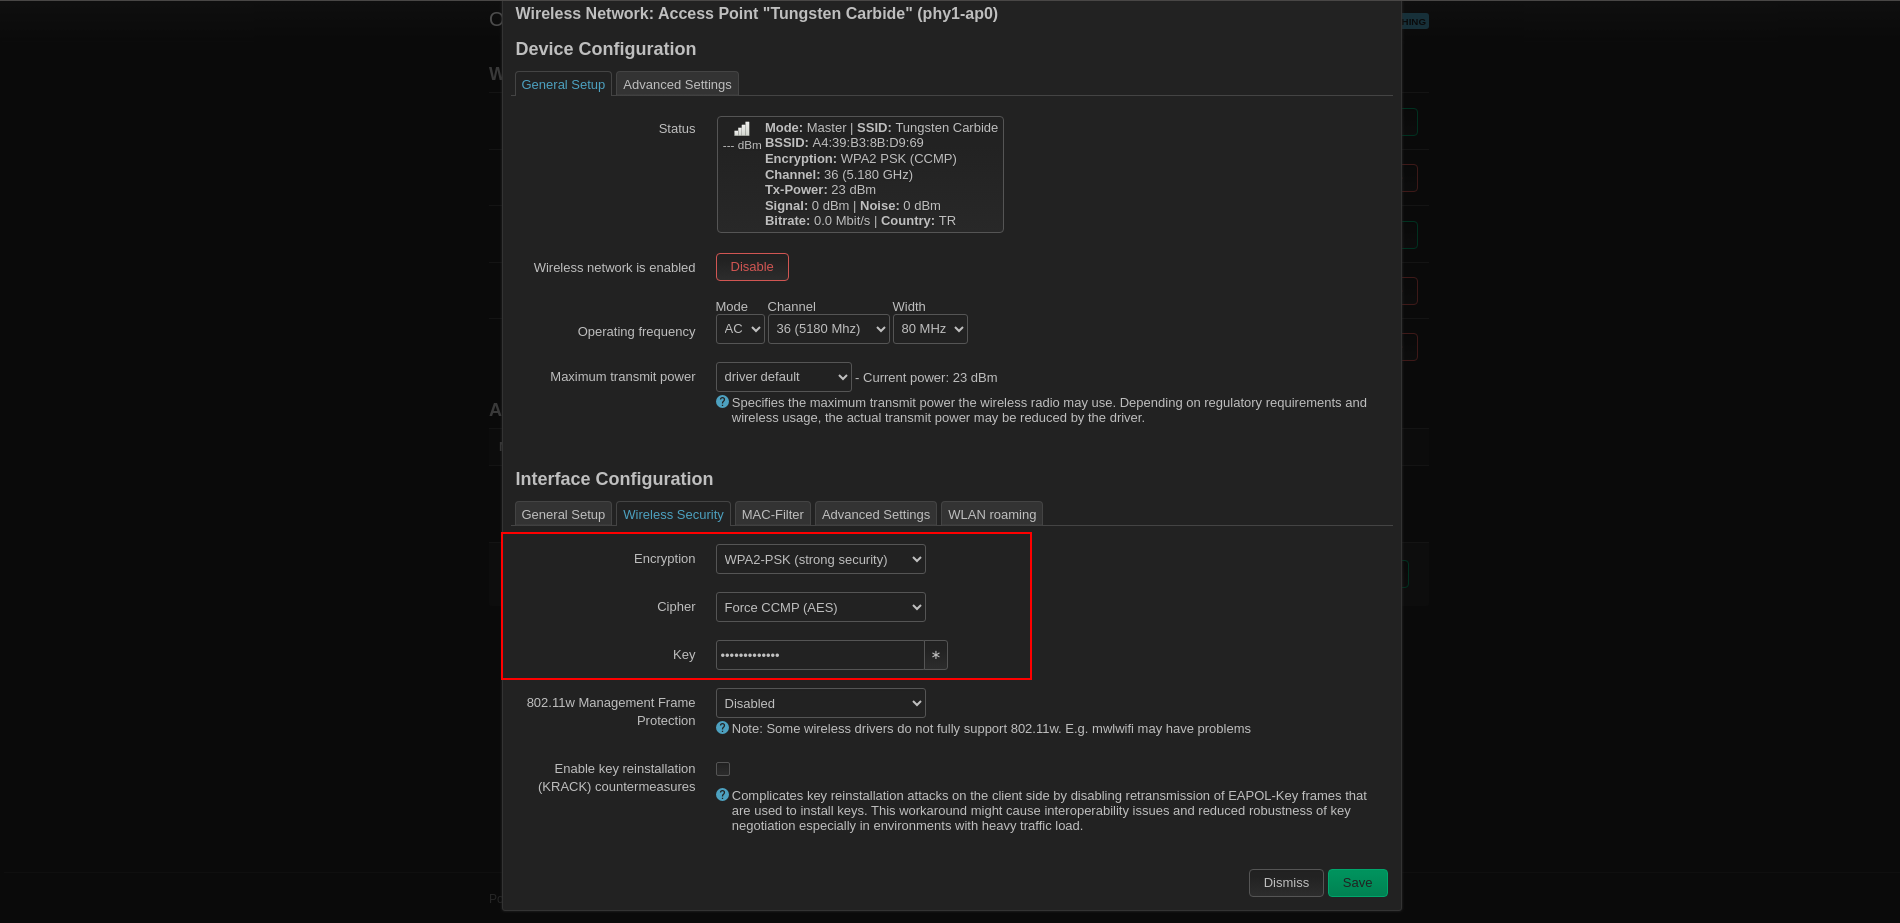 Wireless Network: Access Point "Tungsten Carbide" (phy1-ap0)
HING
Device Configuration
General Setup Advanced Settings
Status
Mode: Master | SSID: Tungsten Carbide
--- dBm
BSSID: A4:39:B3:8B:D9:69
Encryption: WPA2 PSK (CCMP)
Channel: 36 (5.180 GHz)
Tx-Power: 23 dBm
Signal: 0 dBm | Noise: 0 dBm
Bitrate: 0.0 Mbit/s | Country: TR
Wireless network is enabled Disable
Mode Channel Width
Operating frequency AC 36 (5180 Mhz) 80 MHz
Maximum transmit power driver default - Current power: 23 dBm
Specifies the maximum transmit power the wireless radio may use. Depending on regulatory requirements and
wireless usage, the actual transmit power may be reduced by the driver.
Interface Configuration
General Setup Wireless Security MAC-Filter Advanced Settings WLAN roaming
Encryption WPA2-PSK (strong security)
Cipher Force CCMP (AES)
Key ••••••••••••• *
802.11w Management Frame
Protection
Disabled
Note: Some wireless drivers do not fully support 802.11w. E.g. mwlwifi may have problems
Enable key reinstallation
(KRACK) countermeasures
Complicates key reinstallation attacks on the client side by disabling retransmission of EAPOL-Key frames that
are used to install keys. This workaround might cause interoperability issues and reduced robustness of key
negotiation especially in environments with heavy traffic load.
Dismiss Save